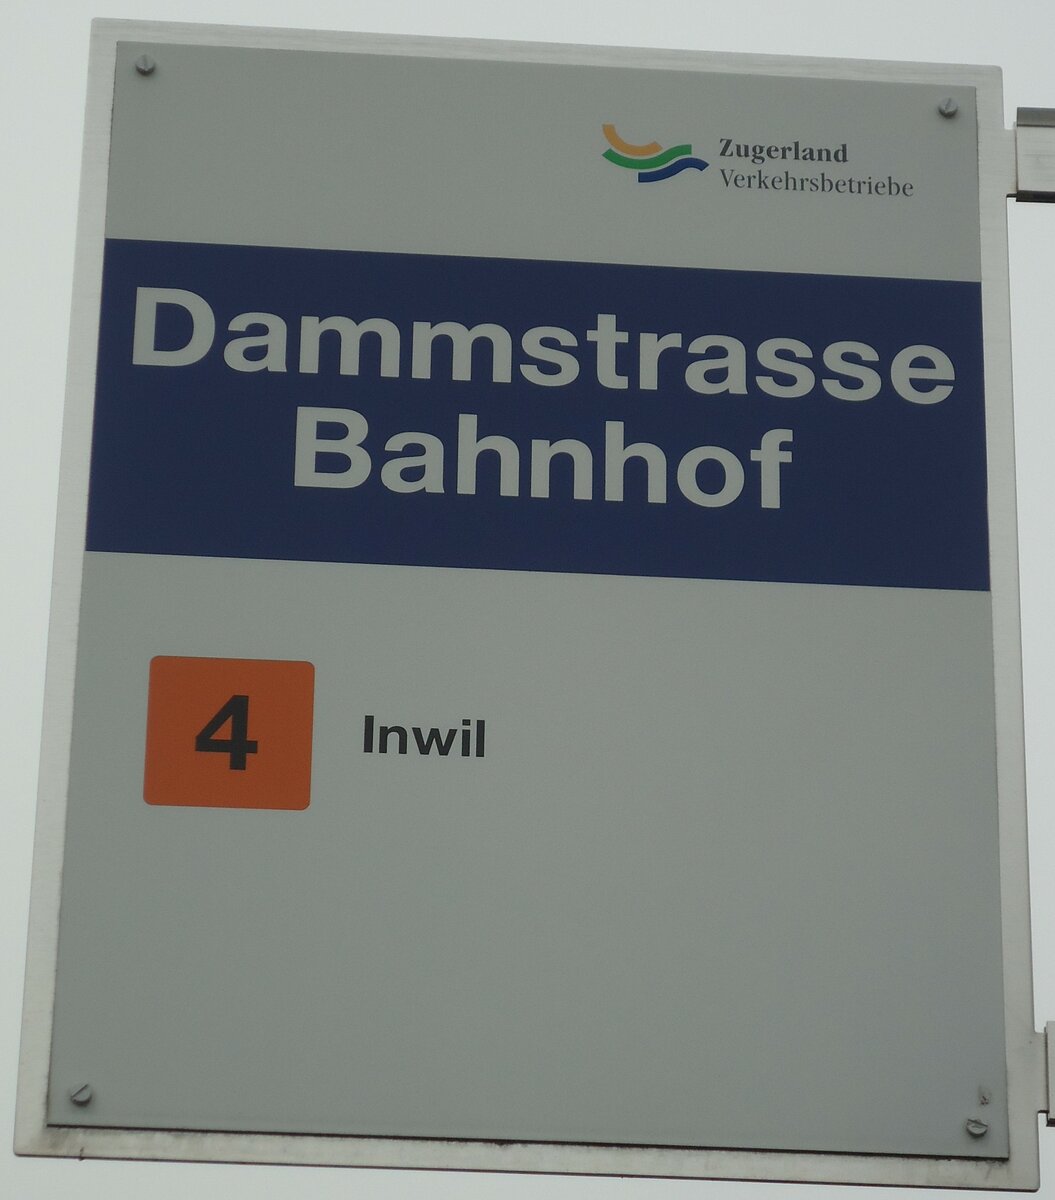 Zugerland
Verkehrsbetriebe
Dammstrasse
Bahnhof
4 Inwil